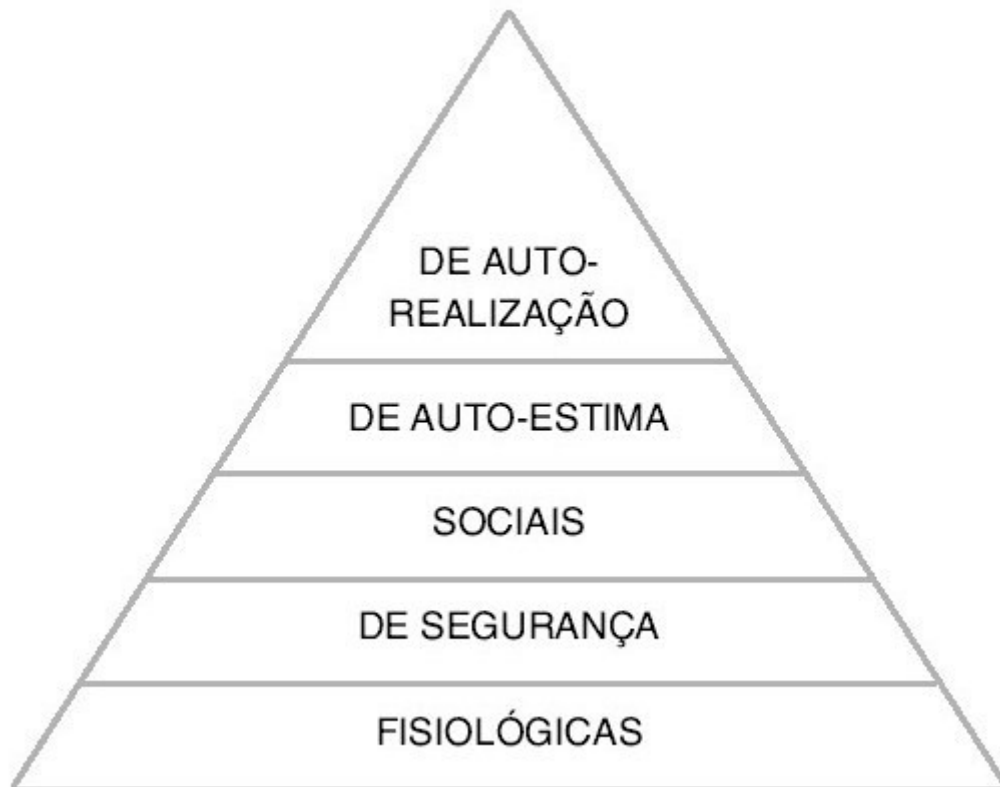 DE AUTO-
REALIZAÇÃO
DE AUTO-ESTIMA
SOCIAIS
DE SEGURANÇA
FISIOLÓGICAS